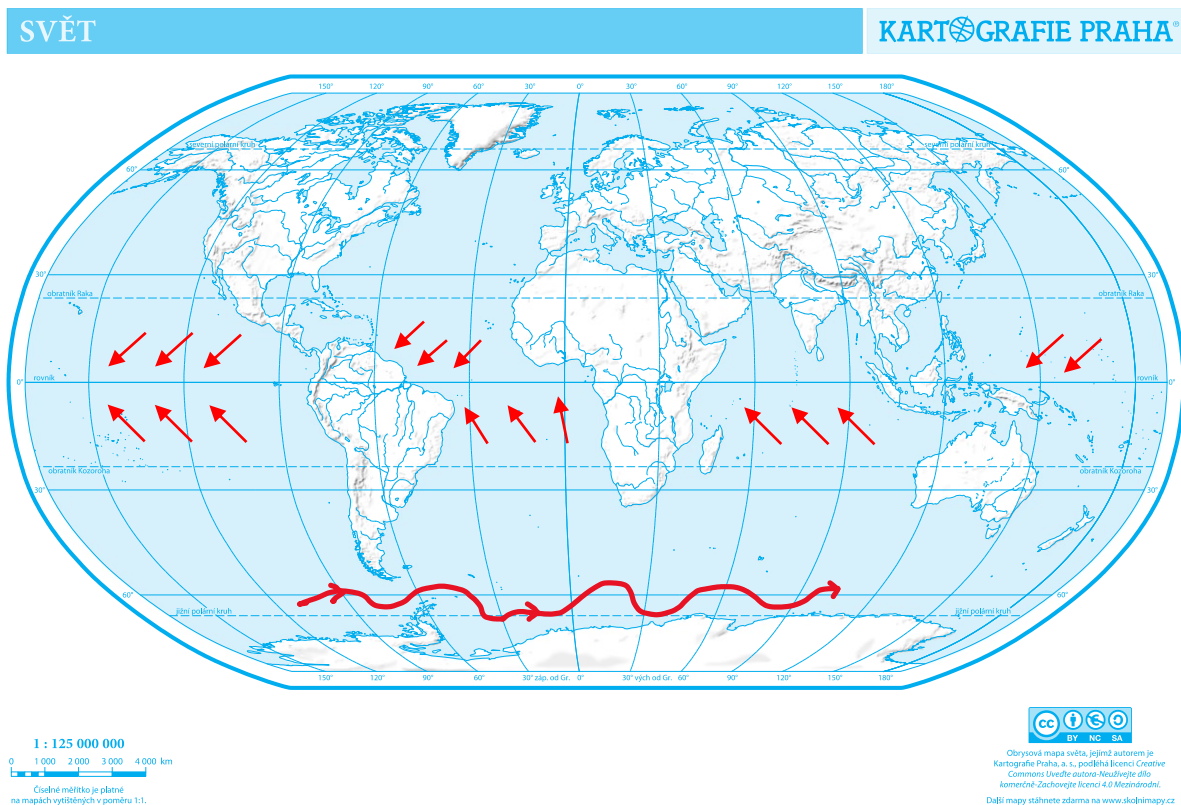 SVĚT
KARTOGRAFIE PRAHA®
150° 120° 90° 60° 30° 0° 30° 60° 90° 120° 150°
severní polární kruh severní polární kruh
60° 60°
30° 30°
obratník Raka obratník Raka
rovník rovník
0° 0°
obratník Kozoroha obratník Kozoroha
30° 30°
60° 60°
jižní polární kruh jižní polární kruh
150° 120° 90° 60° 30° záp. od Gr. 0° 30° vých od Gr. 60° 90° 120° 150° 180°
1 : 125 000 000
0 1 000 2 000 3 000 4 000 km
Číselné měřítko je platné
na mapách vytištěných v poměru 1:1.
cc
BY NC SA
Obrysová mapa světa, jejímž autorem je
Kartografie Praha, a. s., podléhá licenci Creative
Commons Uveďte autora-Neužívejte dílo
komerčně-Zachovejte licenci 4.0 Mezinárodní.
Další mapy stáhnete zdarma na www.skolnimapy.cz